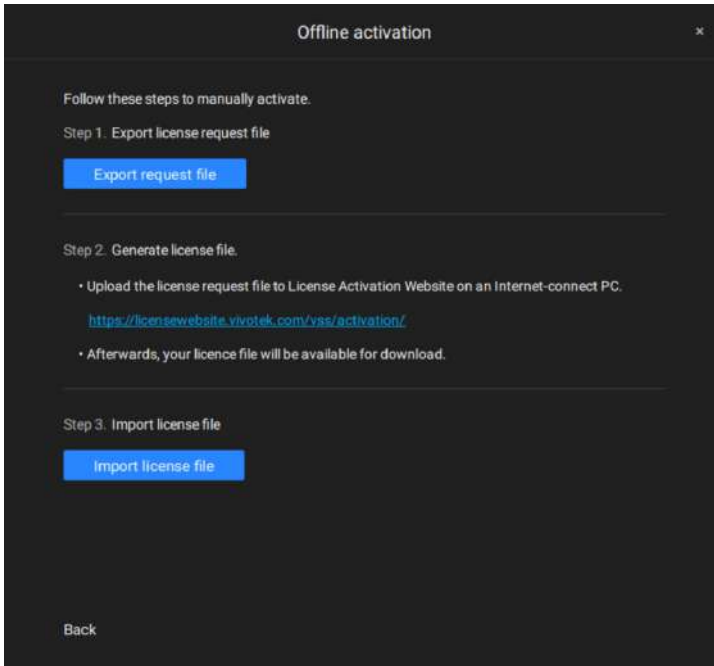 Offline activation
×
Follow these steps to manually activate.
Step 1. Export license request file
Export request file
Step 2. Generate license file.
• Upload the license request file to License Activation Website on an Internet-connect PC.
https://licensewebsite.vivotek.com/vss/activation/
• Afterwards, your licence file will be available for download.
Step 3. Import license file
Import license file
Back